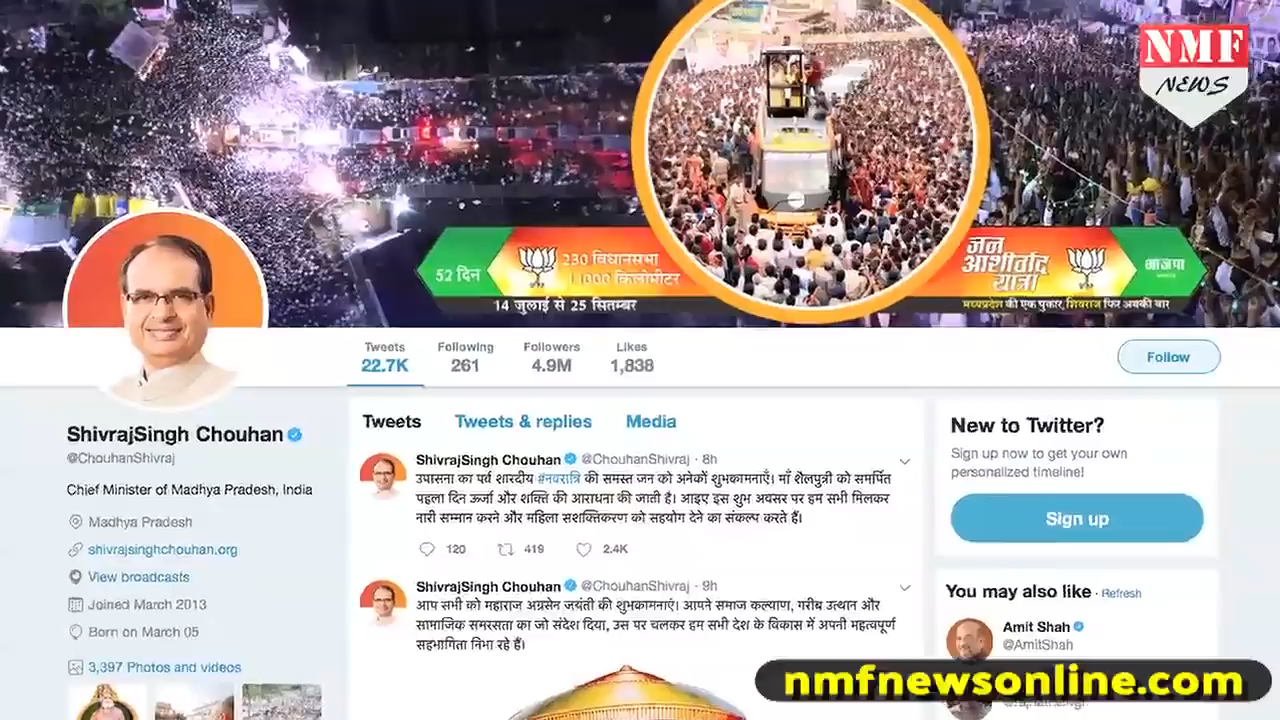 NMF
NEWS
52 दिन
230 विधानसभा
11000 किलोमीटर
14 जुलाई से 25 सितम्बर
जन
आशीर्वाद
यात्रा
भाजपा
मध्यप्रदेश की एक पुकार, शिवराज फिर अबकी बार
Tweets
22.7K
Following
261
Followers
4.9M
Likes
1,838
Follow
ShivrajSingh Chouhan
@ChouhanShivraj
Chief Minister of Madhya Pradesh, India
Madhya Pradesh
shivrajsinghchouhan.org
View broadcasts
Joined March 2013
Born on March 05
3,397 Photos and videos
Tweets Tweets & replies Media
ShivrajSingh Chouhan @ChouhanShivraj · 8h
उपासना का पर्व शारदीय #नवरात्रि की समस्त जन को अनेकों शुभकामनाएँ। माँ शैलपुत्री को समर्पित
पहला दिन ऊर्जा और शक्ति की आराधना की जाती है। आइए इस शुभ अवसर पर हम सभी मिलकर
नारी सम्मान करने और महिला सशक्तिकरण को सहयोग देने का संकल्प करते हैं।
120 419 2.4K
ShivrajSingh Chouhan @ChouhanShivraj · 9h
आप सभी को महाराज अग्रसेन जयंती की शुभकामनाएं। आपने समाज कल्याण, गरीब उत्थान और
सामाजिक समरसता का जो संदेश दिया, उस पर चलकर हम सभी देश के विकास में अपनी महत्वपूर्ण
सहभागिता निभा रहे हैं।
New to Twitter?
Sign up now to get your own
personalized timeline!
Sign up
You may also like · Refresh
Amit Shah
@AmitShah
nmfnewsonline.com